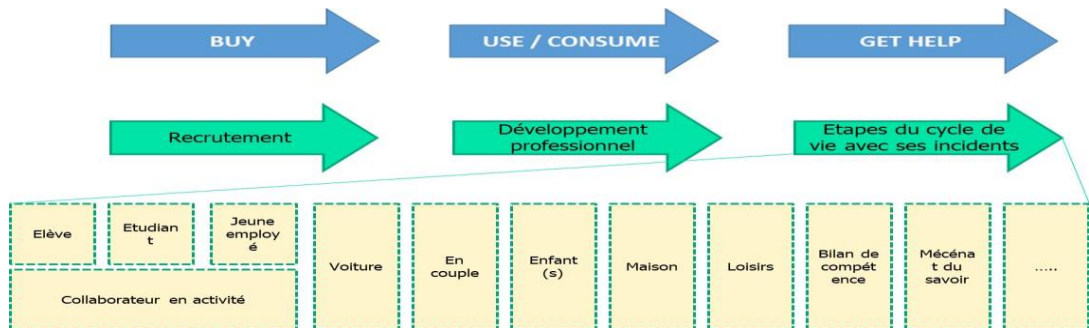 BUY
USE / CONSUME
GET HELP
Recrutement
Développement
professionnel
Etapes du cycle de
vie avec ses incidents
Elève
Etudian
t
Jeune
employ
é
Collaborateur en activité
Voiture
En
couple
Enfant
(s)
Maison
Loisirs
Bilan de
compét
ence
Mécéna
t du
savoir
.....